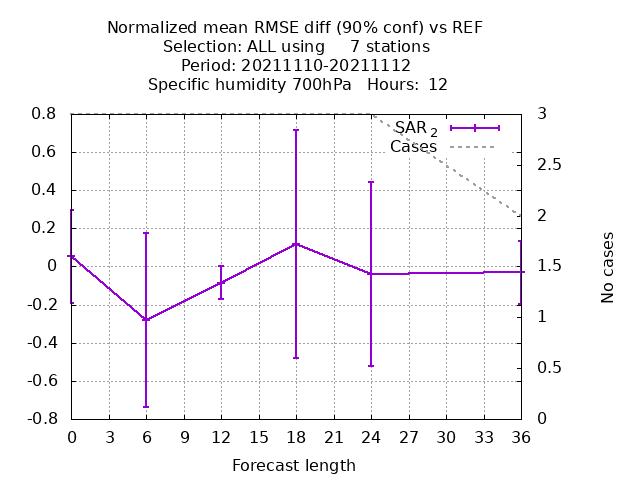 Normalized mean RMSE diff (90% conf) vs REF
Selection: ALL using     7 stations
Period: 20211110-20211112
Specific humidity 700hPa   Hours:  12
0.8
0.6
0.4
0.2
0
-0.2
-0.4
-0.6
-0.8
SAR 2
Cases
3
2.5
2
1.5
1
0.5
0
No cases
0 3 6 9 12 15 18 21 24 27 30 33 36
Forecast length